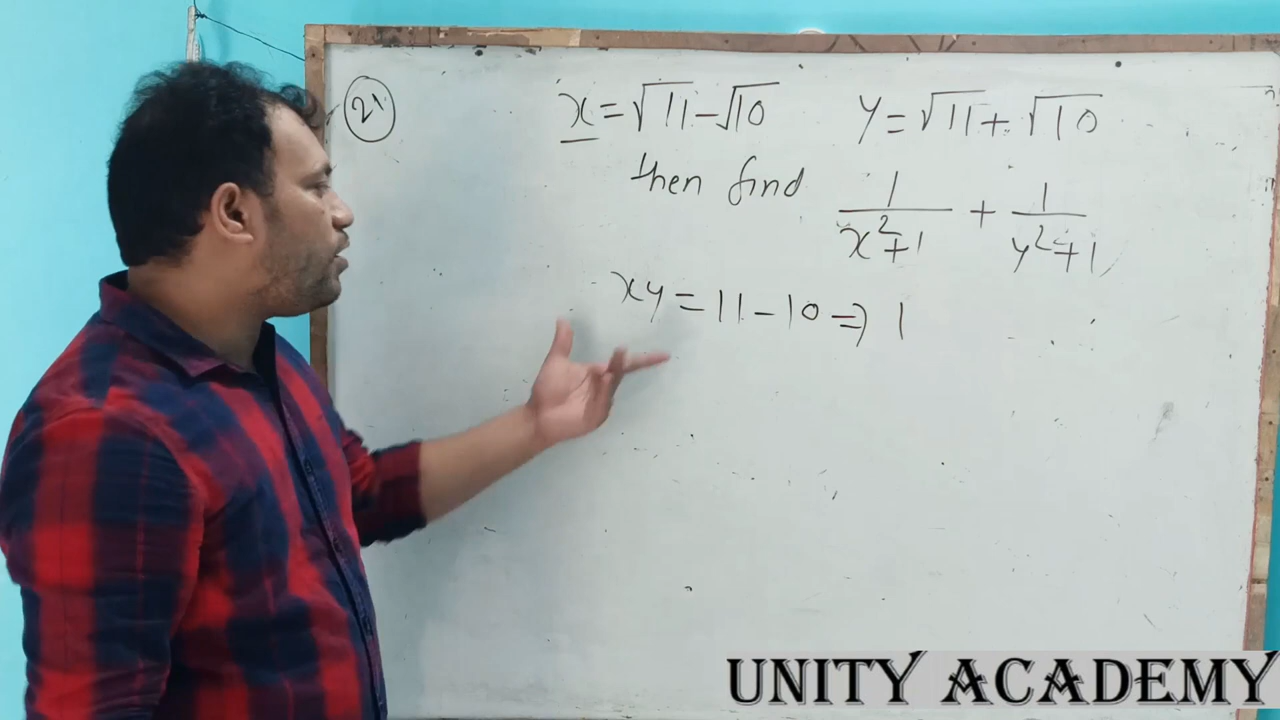 21
x = √11 - √10 y = √11 + √10
then find 1/(x²+1) + 1/(y²+1)
xy = 11 - 10 ⇒ 1
UNITY ACADEMY